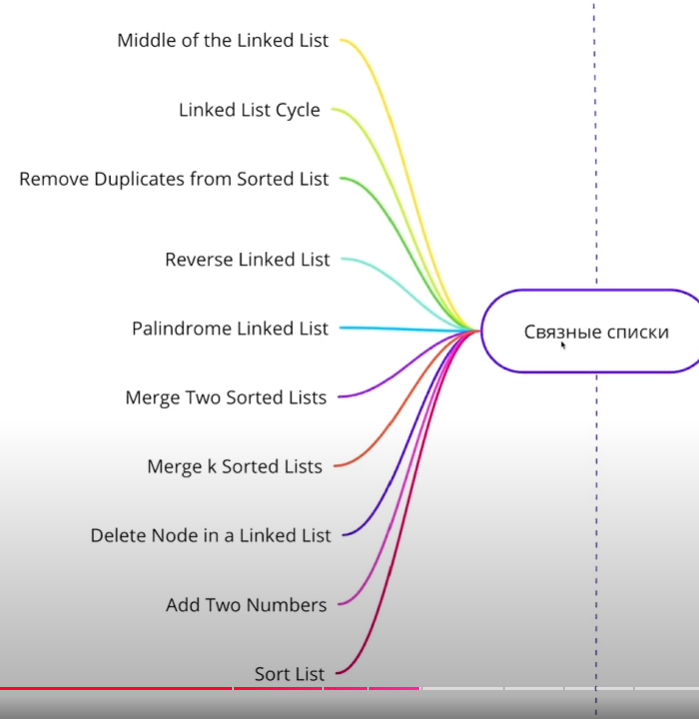 Middle of the Linked List
Linked List Cycle
Remove Duplicates from Sorted List
Reverse Linked List
Palindrome Linked List
Связные списки
Merge Two Sorted Lists
Merge k Sorted Lists
Delete Node in a Linked List
Add Two Numbers
Sort List